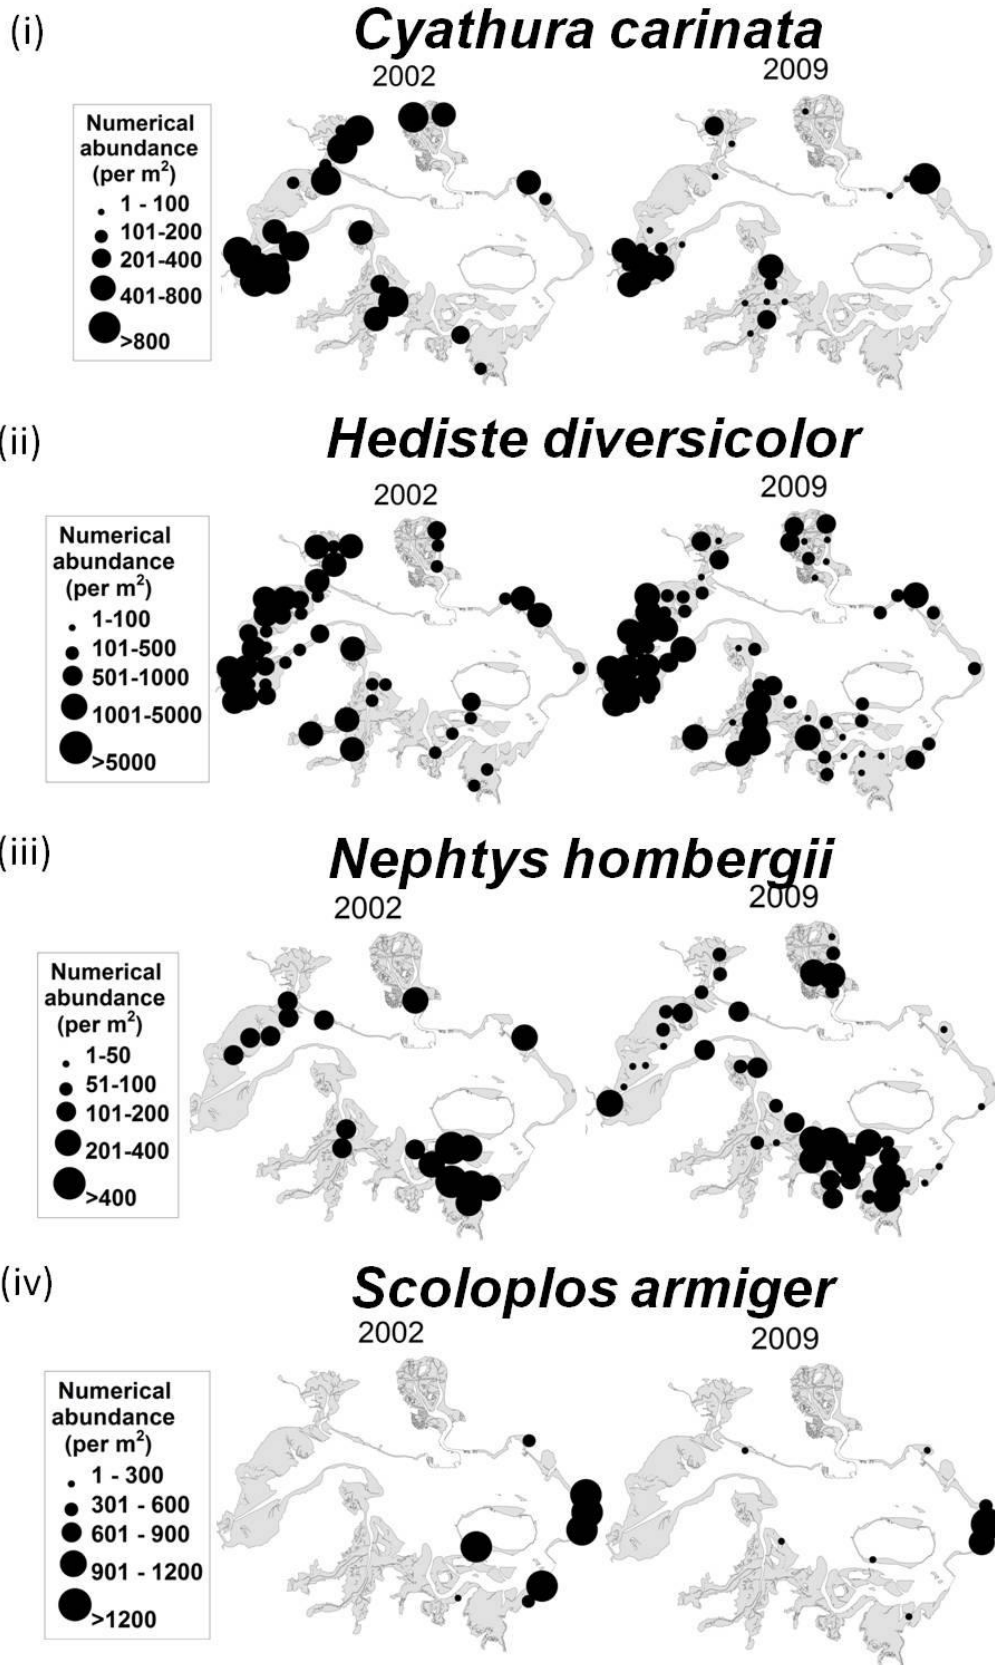 (i)
Cyathura carinata
2002
2009
Numerical
abundance
(per m²)
1 - 100
101-200
201-400
401-800
>800
(ii)
Hediste diversicolor
2002
2009
Numerical
abundance
(per m²)
1-100
101-500
501-1000
1001-5000
>5000
(iii)
Nephtys hombergii
2002
2009
Numerical
abundance
(per m²)
1-50
51-100
101-200
201-400
>400
(iv)
Scoloplos armiger
2002
2009
Numerical
abundance
(per m²)
1 - 300
301 - 600
601 - 900
901 - 1200
>1200